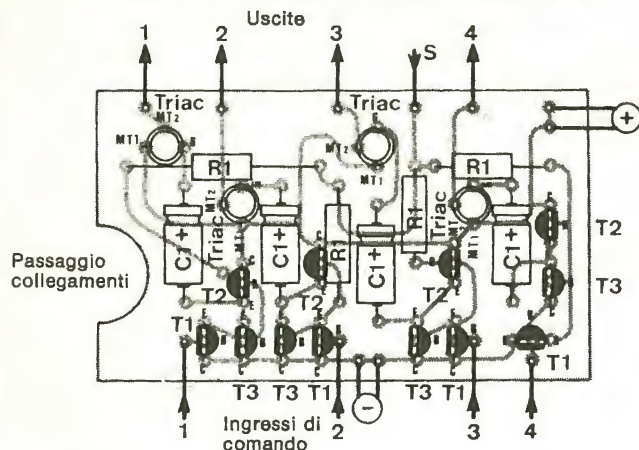 Uscite
1 2 3 S 4
Triac
MT2
MT1
G
Triac
MT2
MT1
G
+
R1
R1
MT2
MT1
Triac
R1
R1
Triac
MT1
C1+
C1+
C1+
C1+
T2
T3
Passaggio
collegamenti
T2
T2
T2
T1
T3 T3 T1
T3 T1
T1
-
1 2 3 4
Ingressi di
comando